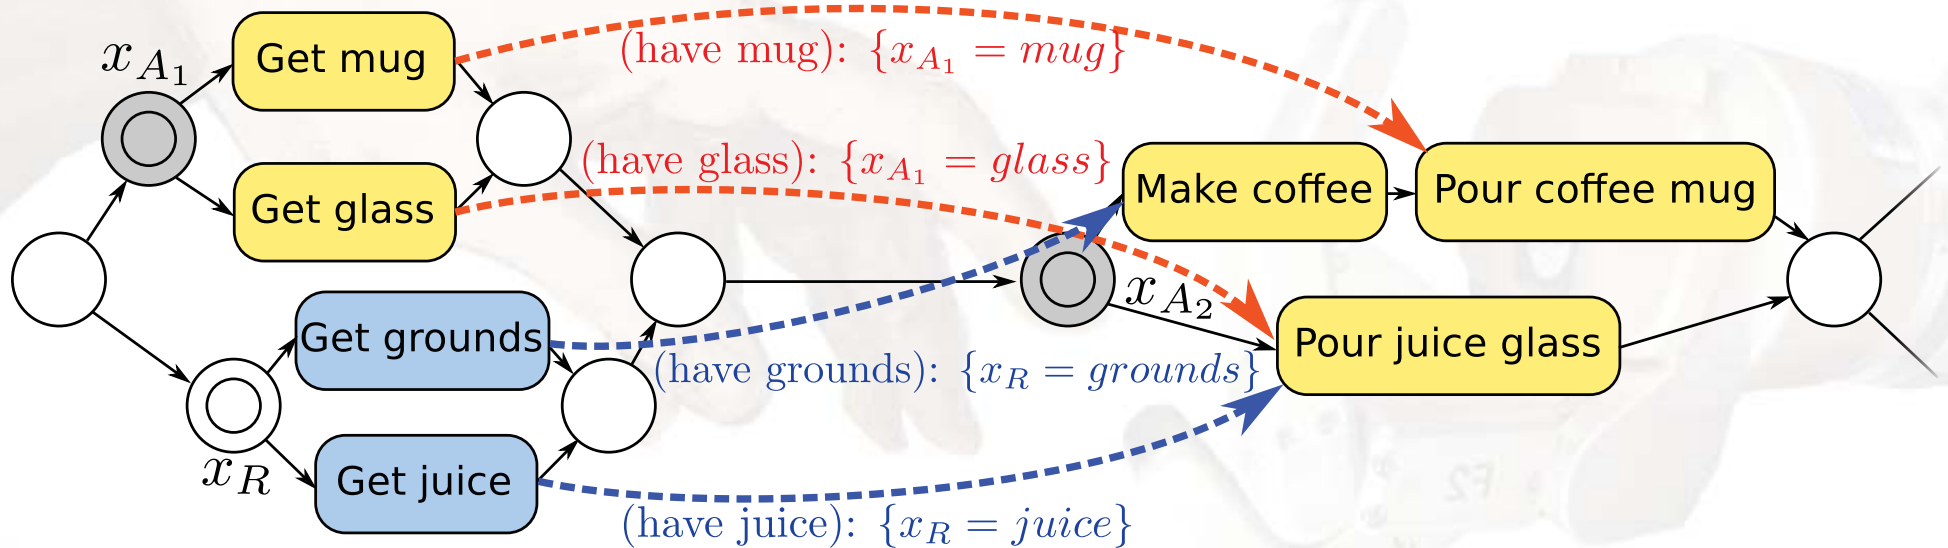 x_{A_1}
Get mug
(have mug): {x_{A_1} = mug}
Get glass
(have glass): {x_{A_1} = glass}
Make coffee
Pour coffee mug
x_{A_2}
Get grounds
(have grounds): {x_R = grounds}
Pour juice glass
x_R
Get juice
(have juice): {x_R = juice}
F2